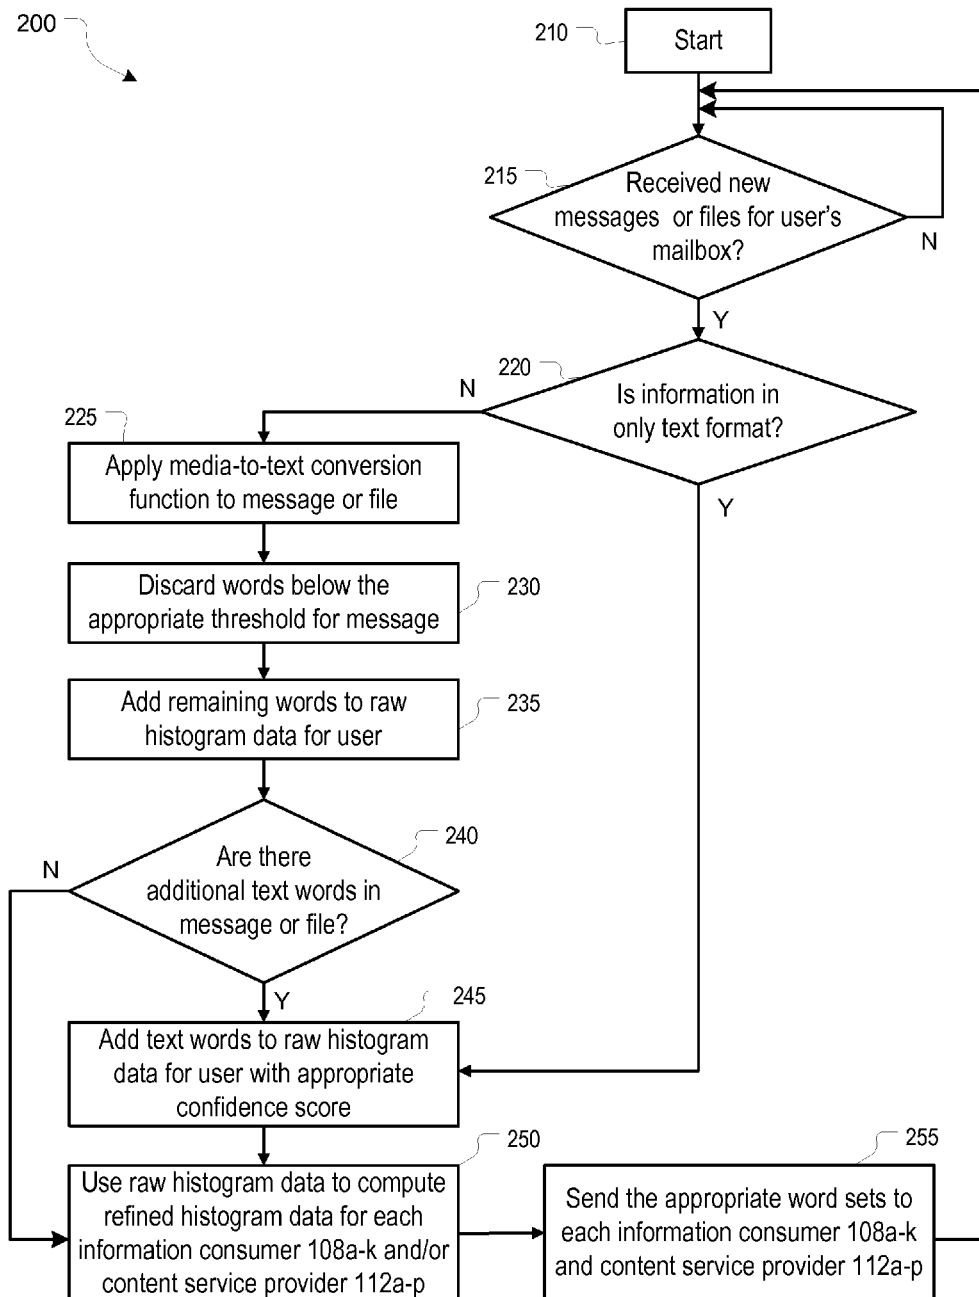 200
210
Start
215
Received new
messages or files for user's
mailbox?
N
Y
220
N
Is information in
only text format?
Y
225
Apply media-to-text conversion
function to message or file
Discard words below the
appropriate threshold for message
230
Add remaining words to raw
histogram data for user
235
240
N
Are there
additional text words in
message or file?
Y
245
Add text words to raw histogram
data for user with appropriate
confidence score
250
Use raw histogram data to compute
refined histogram data for each
information consumer 108a-k and/or
content service provider 112a-p
255
Send the appropriate word sets to
each information consumer 108a-k
and content service provider 112a-p